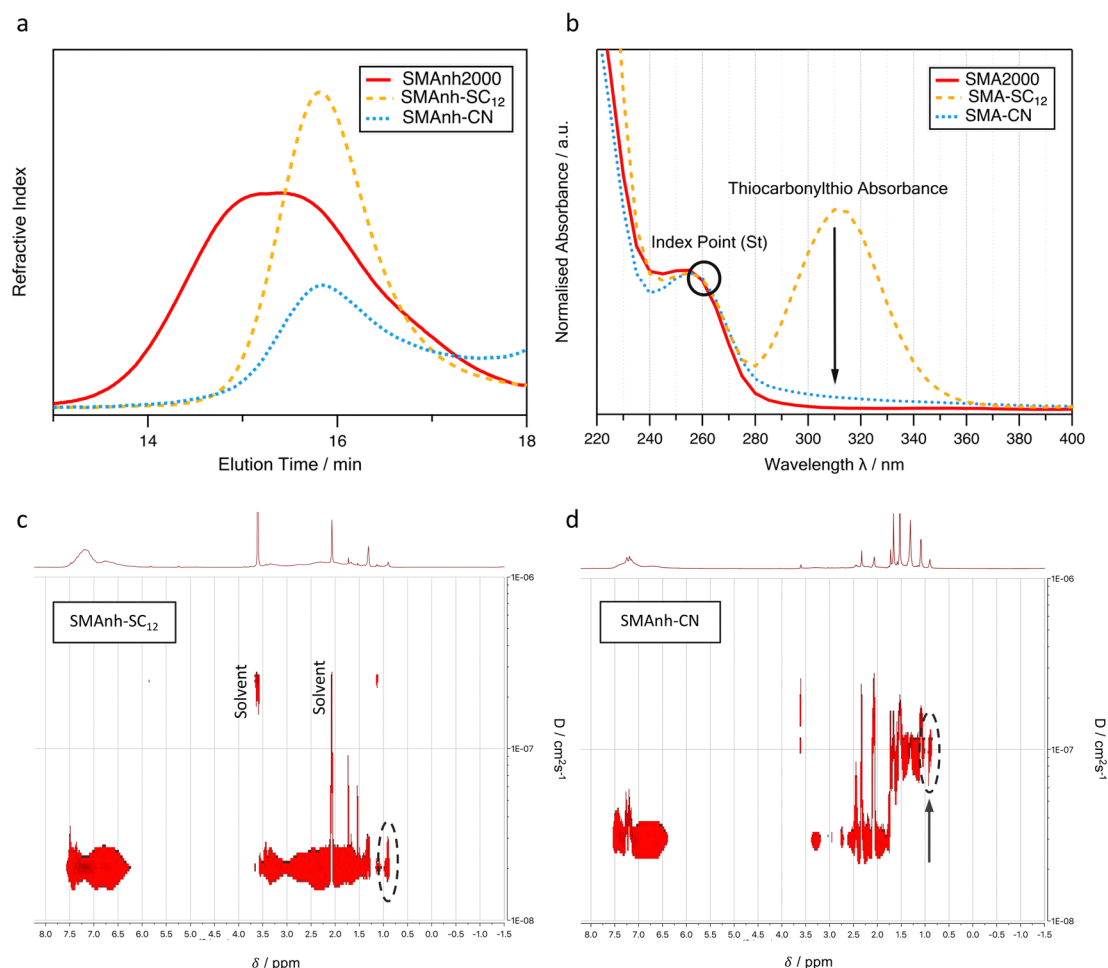 a
SMAnh2000
SMAnh-SC₁₂
SMAnh-CN
Refractive Index
14
16
18
Elution Time / min
b
SMA2000
SMA-SC₁₂
SMA-CN
Thiocarbonylthio Absorbance
Index Point (St)
Normalised Absorbance / a.u.
220 240 260 280 300 320 340 360 380 400
Wavelength λ / nm
c
SMAnh-SC₁₂
Solvent
Solvent
1E-06
1E-07
1E-08
D / cm²s⁻¹
8.0 7.5 7.0 6.5 6.0 5.5 5.0 4.5 4.0 3.5 3.0 2.5 2.0 1.5 1.0 0.5 0.0 -0.5 -1.5
δ / ppm
d
SMAnh-CN
1E-06
1E-07
1E-08
D / cm²s⁻¹
8.0 7.5 7.0 6.5 6.0 5.5 5.0 4.5 4.0 3.5 3.0 2.5 2.0 1.5 1.0 0.5 0.0 -0.5 -1.5
δ / ppm